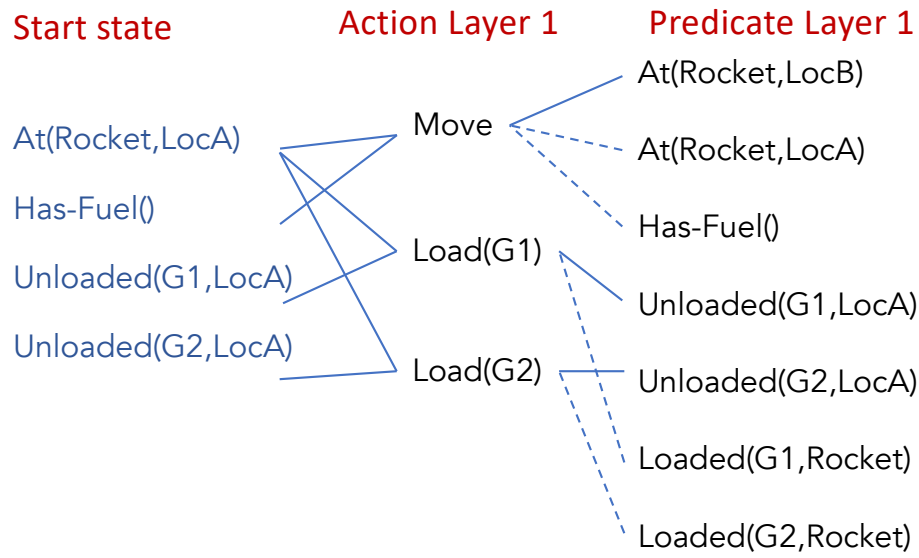 Start state
Action Layer 1
Predicate Layer 1
At(Rocket,LocA)
Has-Fuel()
Unloaded(G1,LocA)
Unloaded(G2,LocA)
Move
Load(G1)
Load(G2)
At(Rocket,LocB)
At(Rocket,LocA)
Has-Fuel()
Unloaded(G1,LocA)
Unloaded(G2,LocA)
Loaded(G1,Rocket)
Loaded(G2,Rocket)